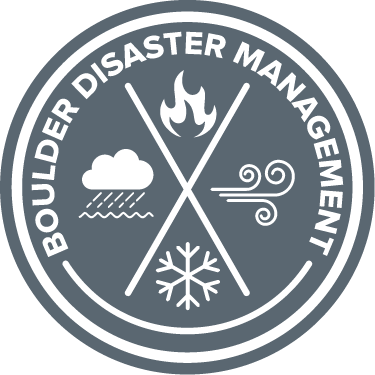 BOULDER DISASTER MANAGEMENT